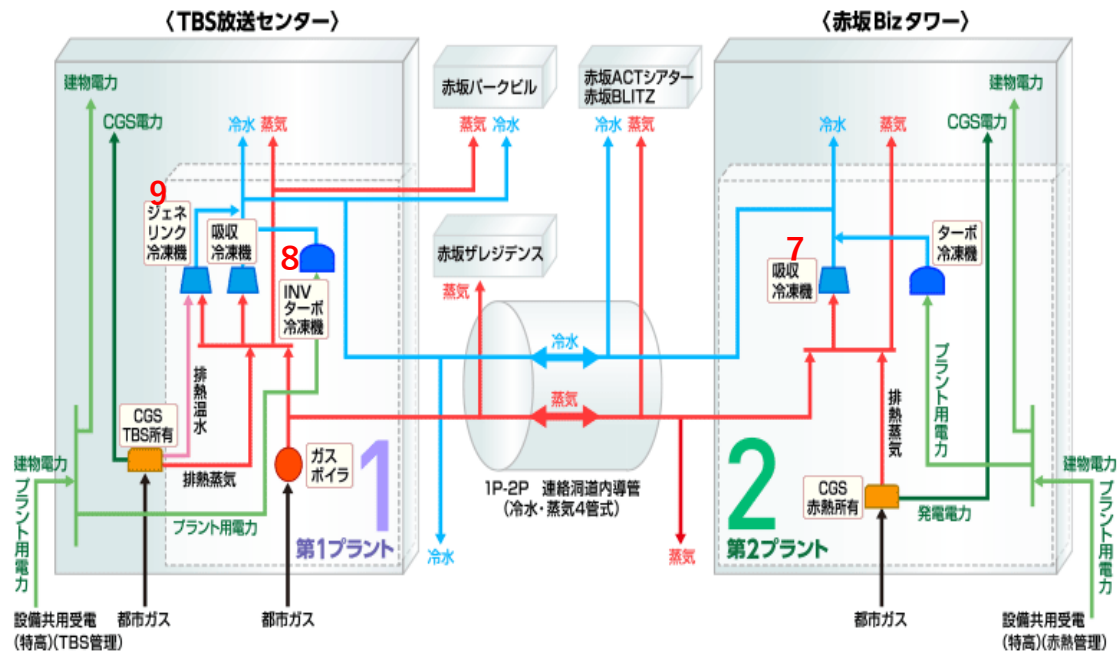 〈TBS放送センター〉
〈赤坂Bizタワー〉
建物電力
CGS電力
冷水
蒸気
赤坂パークビル
蒸気
冷水
赤坂ACTシアター
赤坂BLITZ
冷水
蒸気
冷水
蒸気
CGS電力
建物電力
9
ジェネ
リンク
冷凍機
吸収
冷凍機
8
INV
ターボ
冷凍機
赤坂ザレジデンス
蒸気
7
吸収
冷凍機
ターボ
冷凍機
冷水
蒸気
排熱温水
CGS
TBS所有
排熱蒸気
ガス
ボイラ
1
第1プラント
建物電力
プラント用電力
プラント用電力
1P-2P 連絡洞道内導管
(冷水・蒸気4管式)
冷水
蒸気
2
第2プラント
排熱蒸気
プラント用電力
CGS
赤熱所有
発電電力
建物電力
プラント用電力
設備共用受電
(特高)(TBS管理)
都市ガス
都市ガス
都市ガス
設備共用受電
(特高)(赤熱管理)